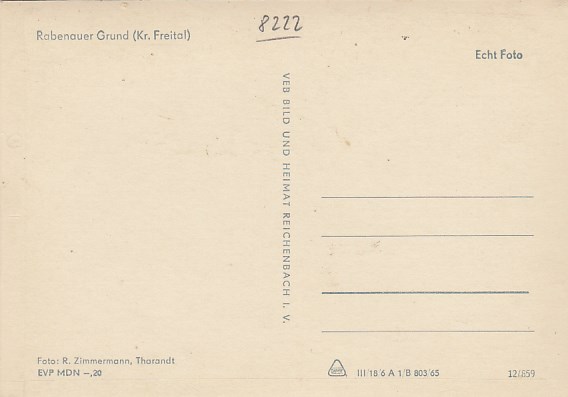 8222
Rabenauer Grund (Kr. Freital)
Echt Foto
VEB BILD UND HEIMAT REICHENBACH I. V.
Foto: R. Zimmermann, Tharandt
EVP MDN –,20
III/18/6 A 1/B 803/65
12/859